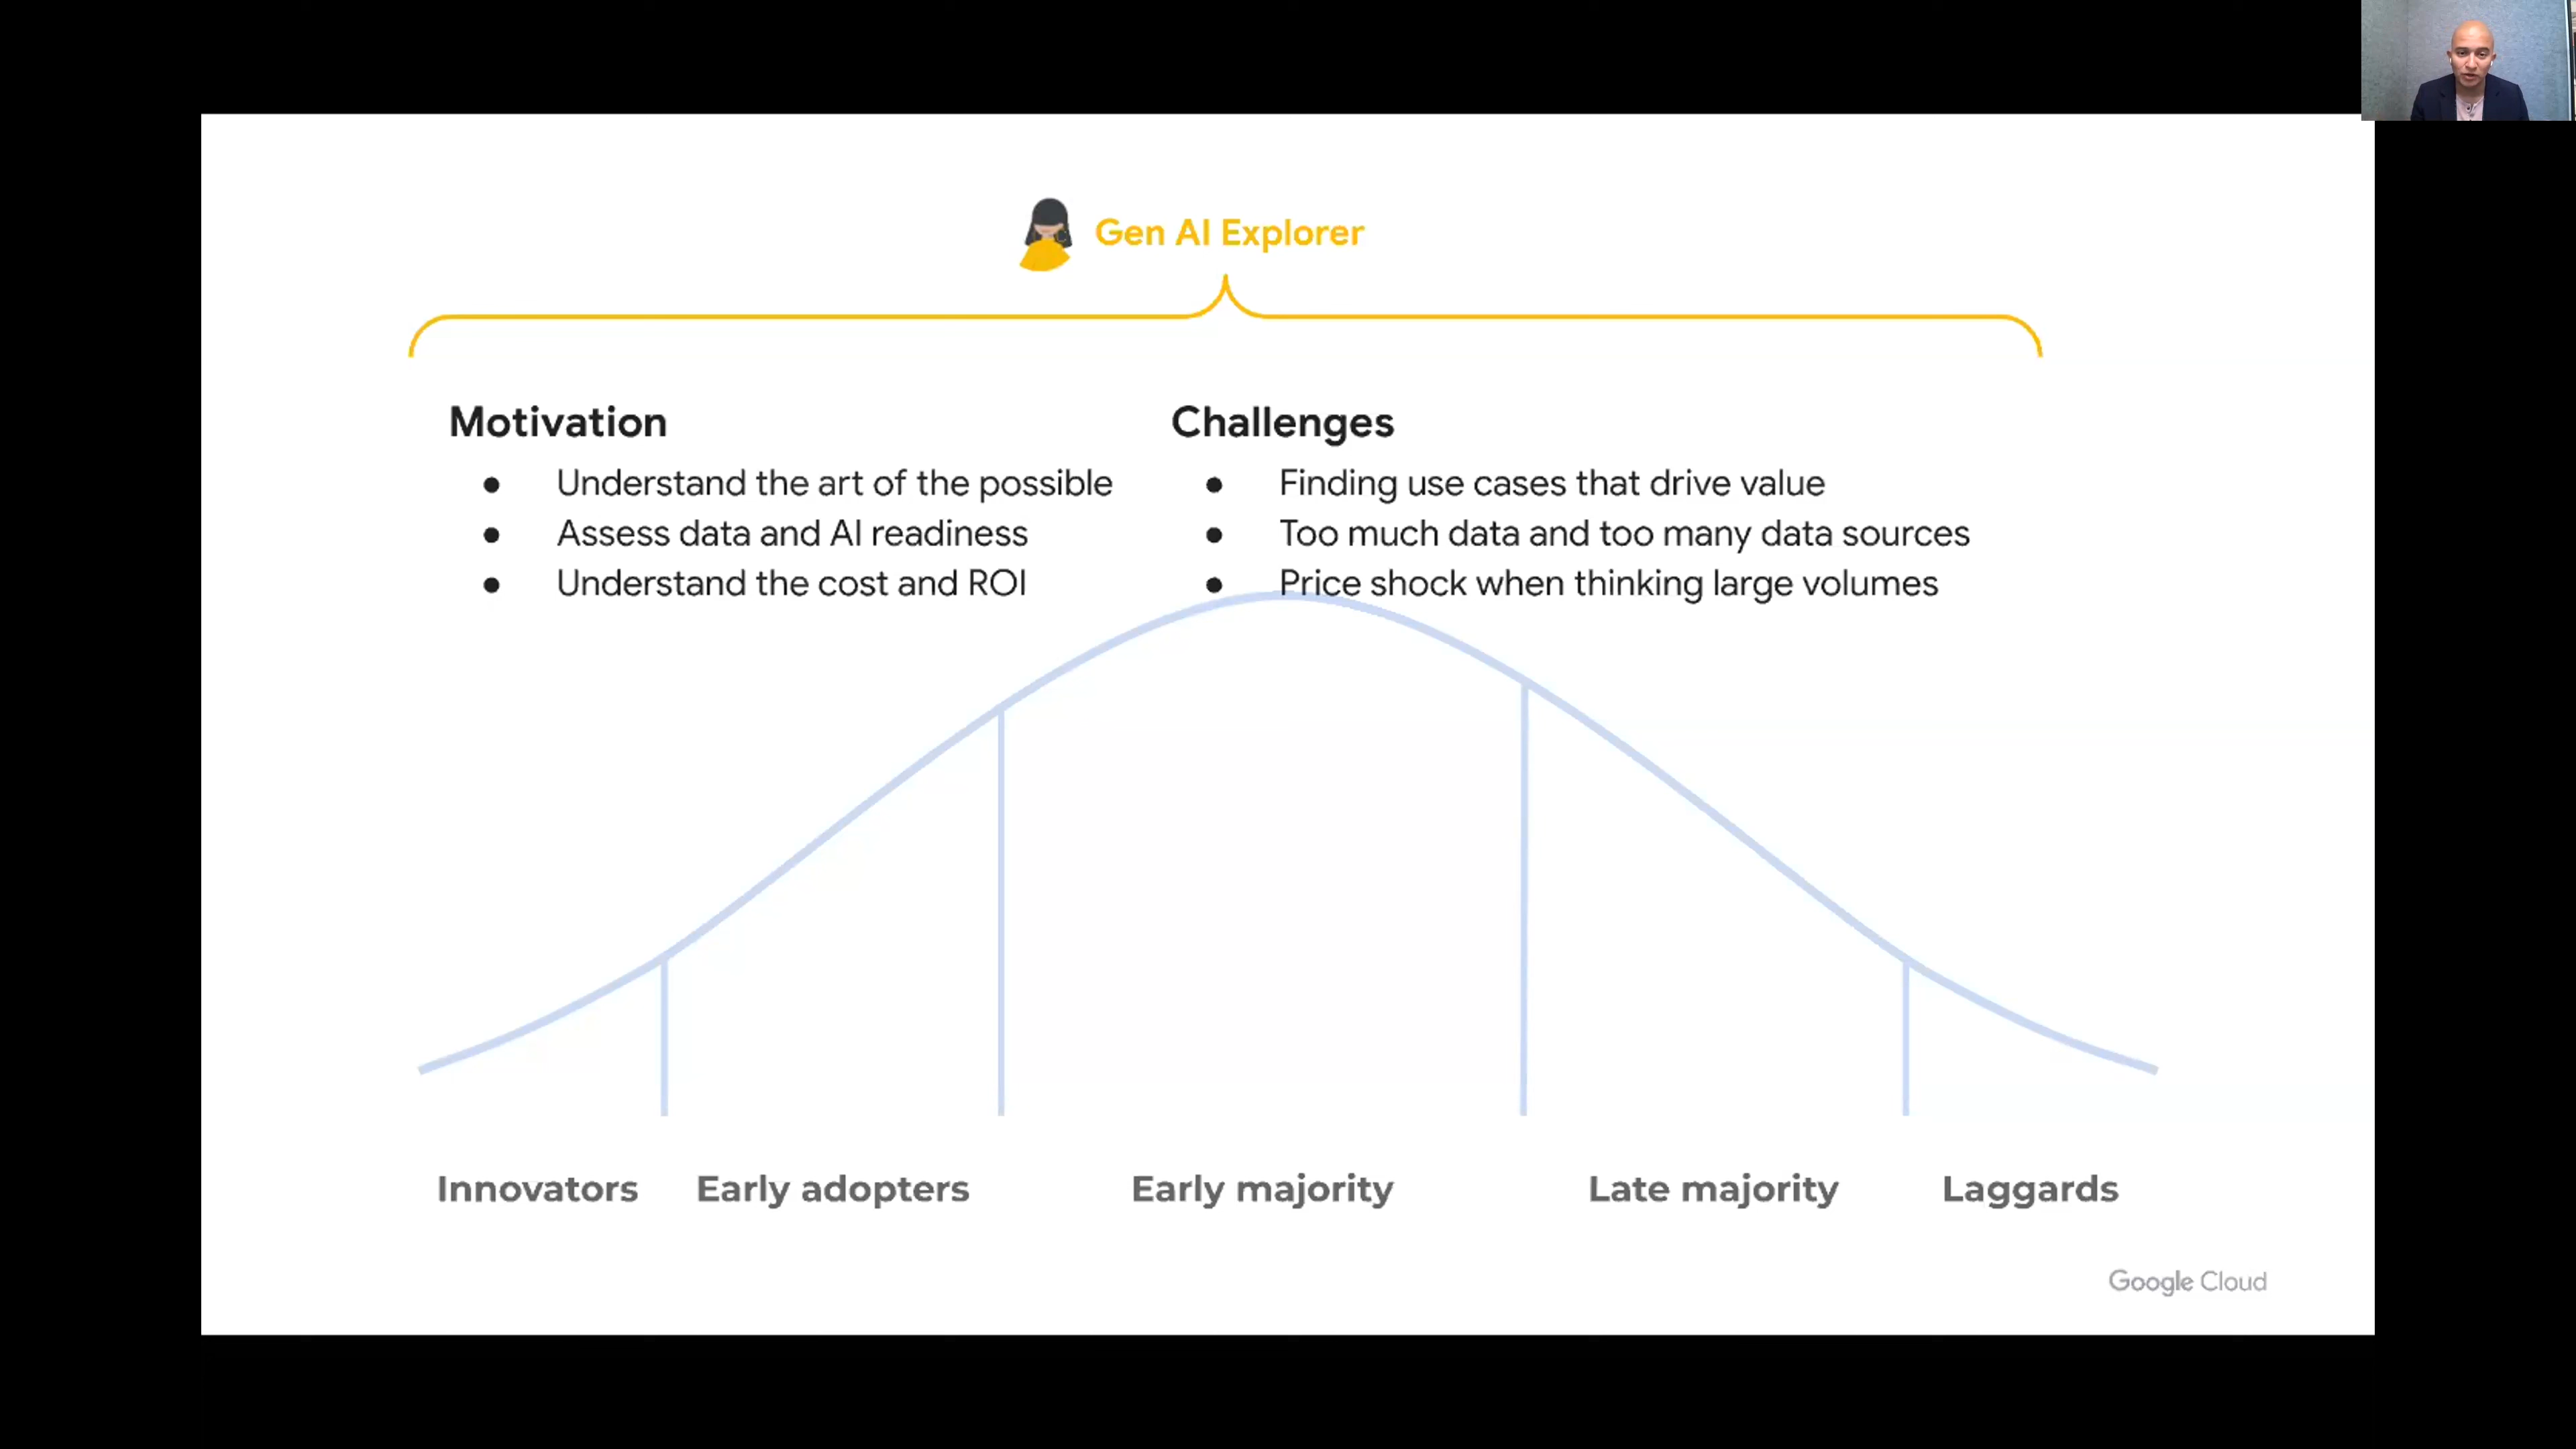 Gen AI Explorer
Motivation
● Understand the art of the possible
● Assess data and AI readiness
● Understand the cost and ROI
Challenges
● Finding use cases that drive value
● Too much data and too many data sources
● Price shock when thinking large volumes
Innovators
Early adopters
Early majority
Late majority
Laggards
Google Cloud